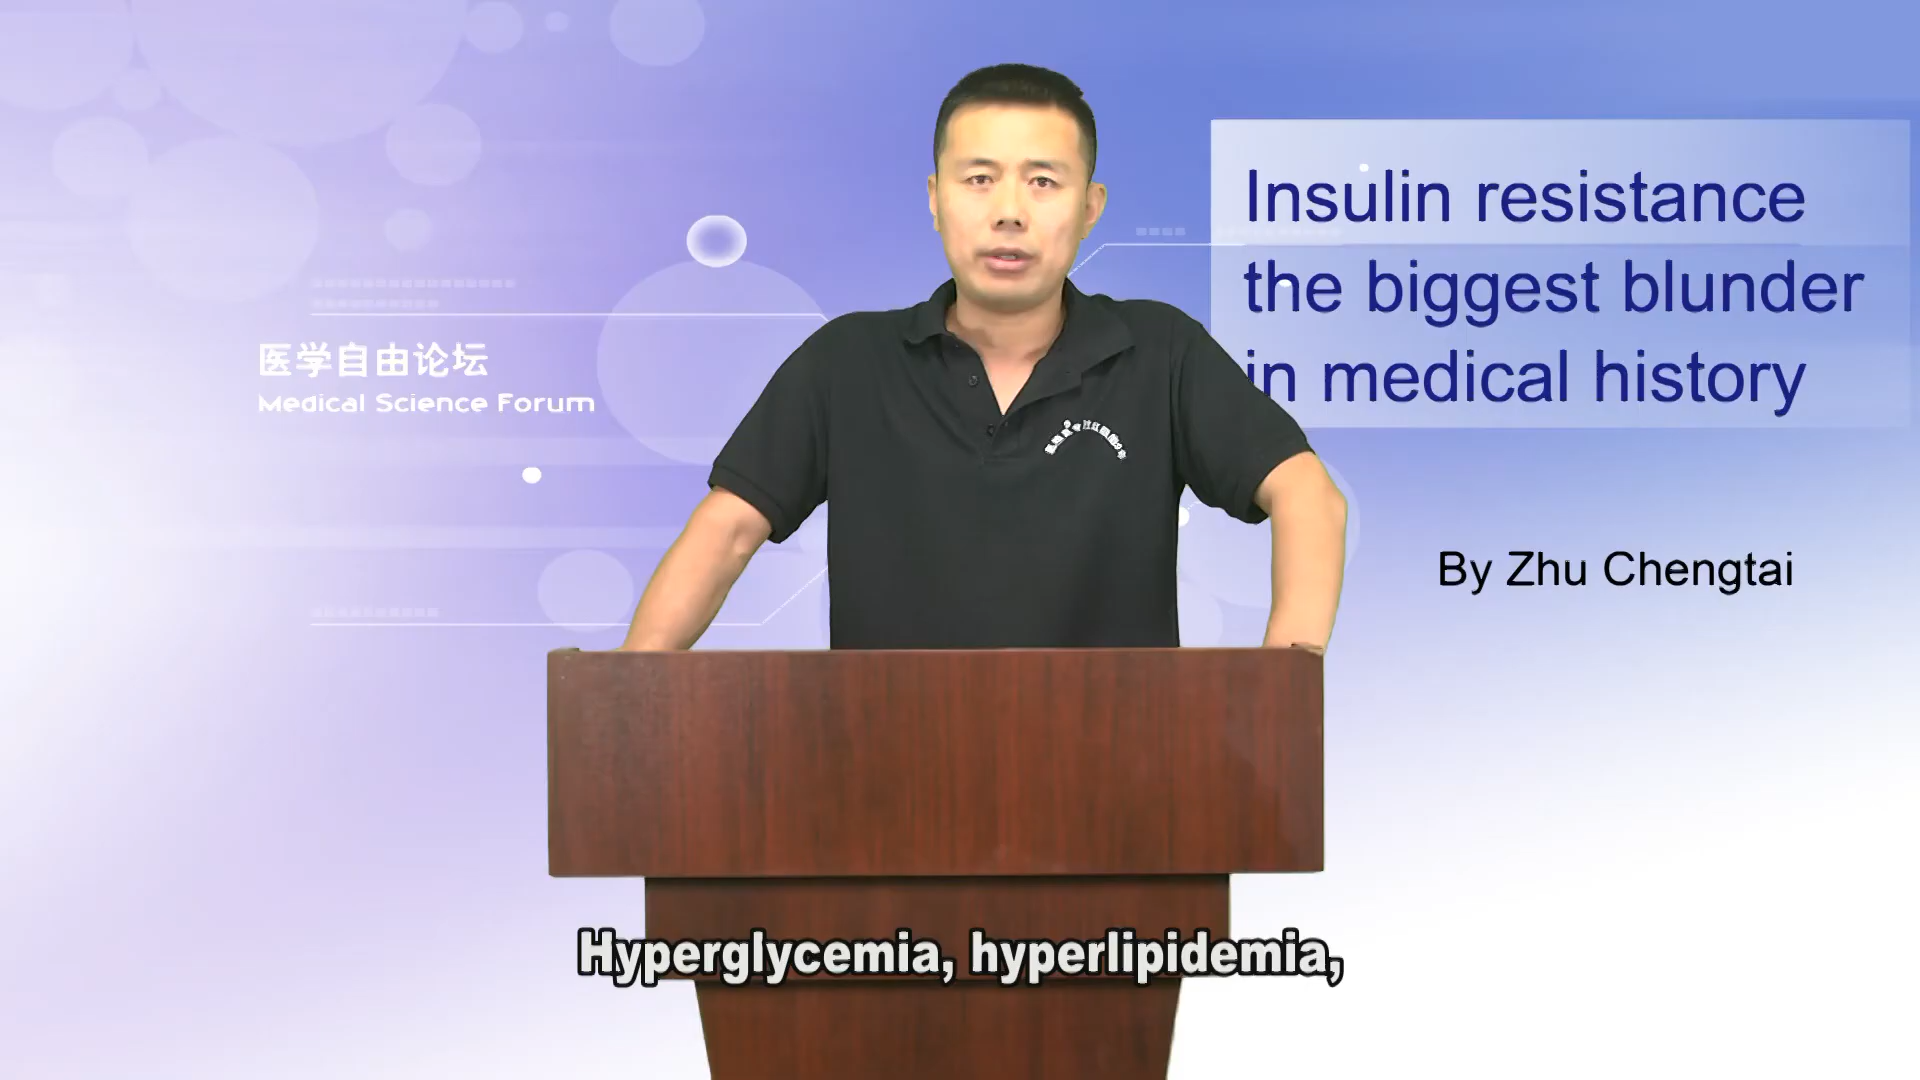 医学自由论坛
Medical Science Forum
Insulin resistance
the biggest blunder
in medical history
By Zhu Chengtai
Hyperglycemia, hyperlipidemia,